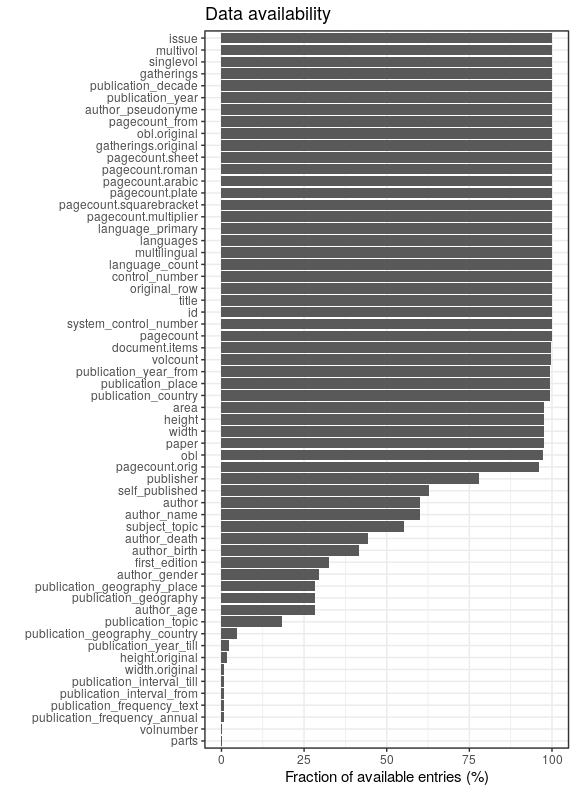 Data availability
issue
multivol
singlevol
gatherings
publication_decade
publication_year
author_pseudonyme
pagecount_from
obl.original
gatherings.original
pagecount.sheet
pagecount.roman
pagecount.arabic
pagecount.plate
pagecount.squarebracket
pagecount.multiplier
language_primary
languages
multilingual
language_count
control_number
original_row
title
id
system_control_number
pagecount
document.items
volcount
publication_year_from
publication_place
publication_country
area
height
width
paper
obl
pagecount.orig
publisher
self_published
author
author_name
subject_topic
author_death
author_birth
first_edition
author_gender
publication_geography_place
publication_geography
author_age
publication_topic
publication_geography_country
publication_year_till
height.original
width.original
publication_interval_till
publication_interval_from
publication_frequency_text
publication_frequency_annual
volnumber
parts
0 25 50 75 100
Fraction of available entries (%)